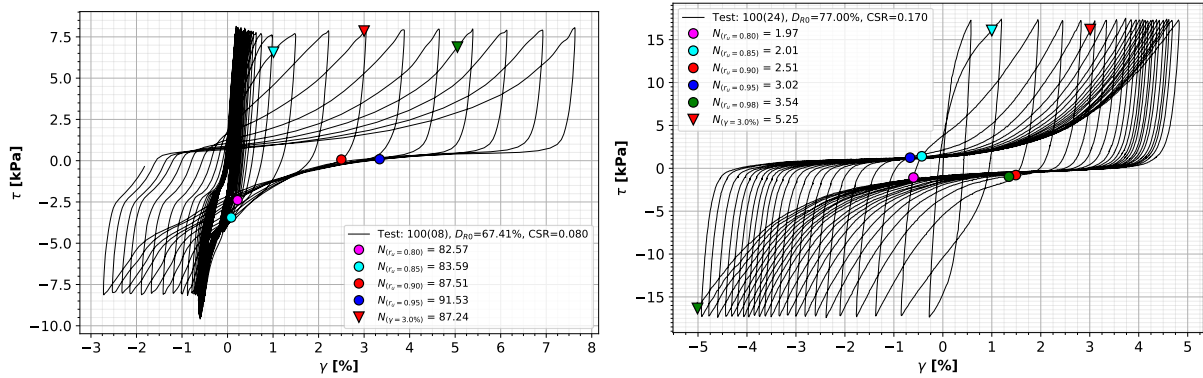 7.5
5.0
2.5
0.0
−2.5
−5.0
−7.5
−10.0
τ [kPa]
Test: 100(08), D_{R0}=67.41%, CSR=0.080
N_{(r_u=0.80)} = 82.57
N_{(r_u=0.85)} = 83.59
N_{(r_u=0.90)} = 87.51
N_{(r_u=0.95)} = 91.53
N_{(γ=3.0%)} = 87.24
−3 −2 −1 0 1 2 3 4 5 6 7 8
γ [%]
15
10
5
0
−5
−10
−15
τ [kPa]
Test: 100(24), D_{R0}=77.00%, CSR=0.170
N_{(r_u=0.80)} = 1.97
N_{(r_u=0.85)} = 2.01
N_{(r_u=0.90)} = 2.51
N_{(r_u=0.95)} = 3.02
N_{(r_u=0.98)} = 3.54
N_{(γ=3.0%)} = 5.25
−5 −4 −3 −2 −1 0 1 2 3 4 5
γ [%]